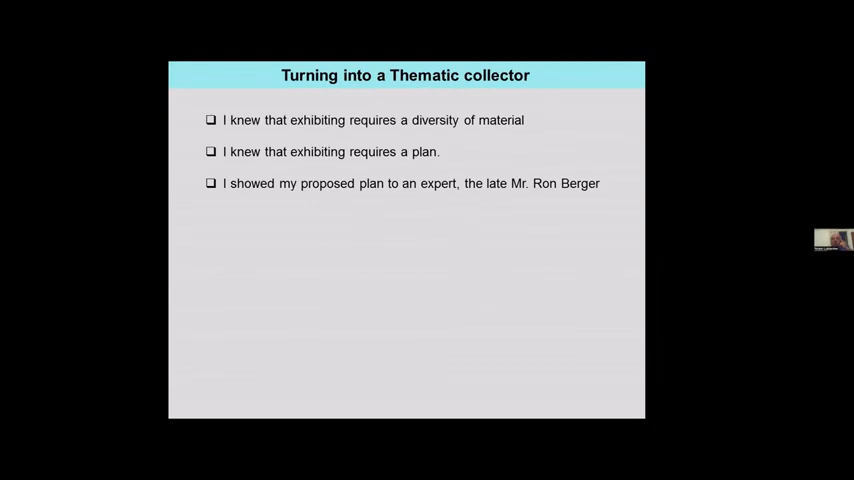 Turning into a Thematic collector
❑ I knew that exhibiting requires a diversity of material
❑ I knew that exhibiting requires a plan.
❑ I showed my proposed plan to an expert, the late Mr. Ron Berger